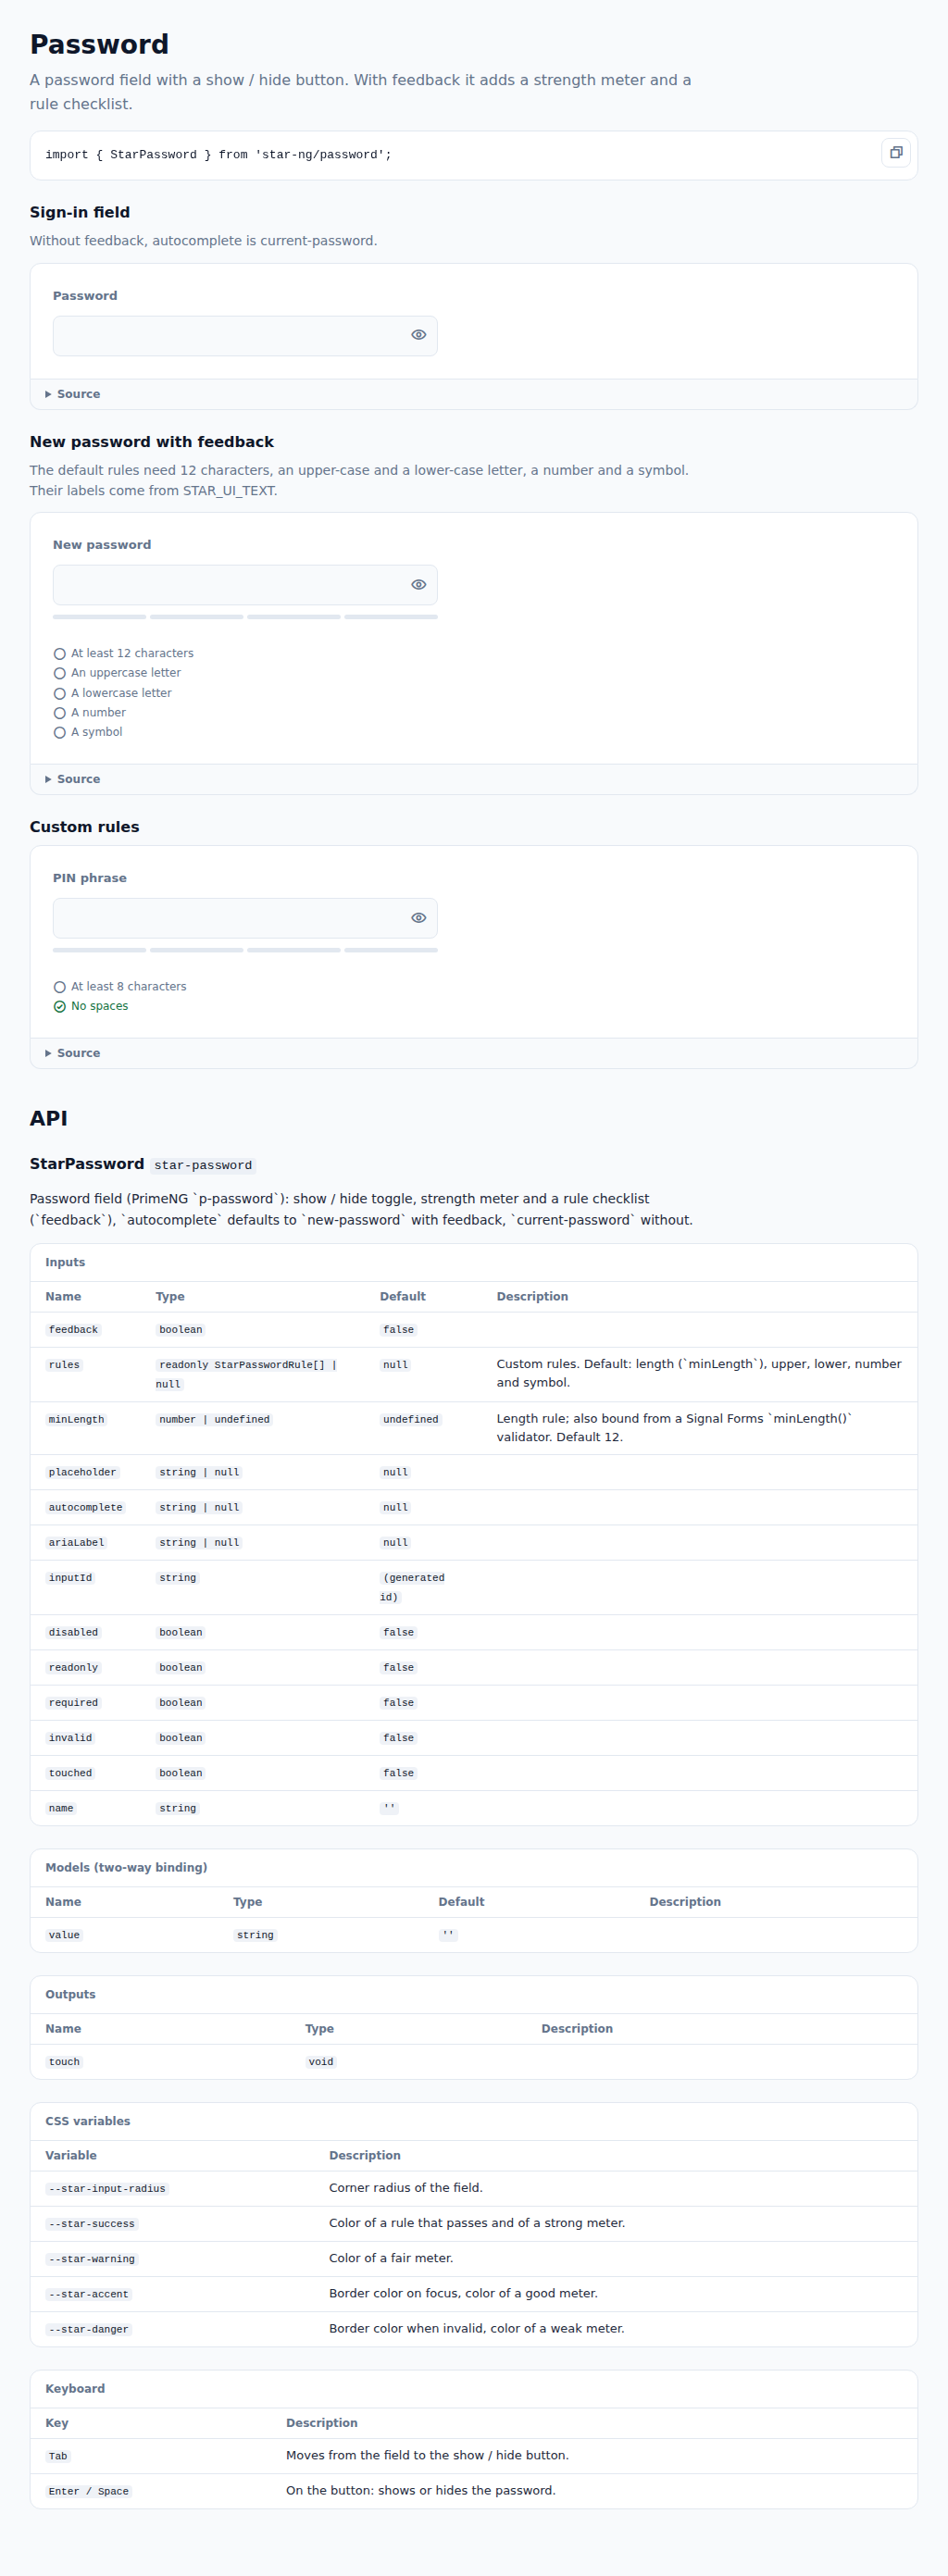 Password
A password field with a show / hide button. With feedback it adds a strength meter and a
rule checklist.
import { StarPassword } from 'star-ng/password';
Sign-in field
Without feedback, autocomplete is current-password.
Password
Source
New password with feedback
The default rules need 12 characters, an upper-case and a lower-case letter, a number and a symbol.
Their labels come from STAR_UI_TEXT.
New password
At least 12 characters
An uppercase letter
A lowercase letter
A number
A symbol
Source
Custom rules
PIN phrase
At least 8 characters
No spaces
Source
API
StarPassword star-password
Password field (PrimeNG `p-password`): show / hide toggle, strength meter and a rule checklist
(`feedback`), `autocomplete` defaults to `new-password` with feedback, `current-password` without.
Inputs
Name Type Default Description
feedback boolean false
rules readonly StarPasswordRule[] | null Custom rules. Default: length (`minLength`), upper, lower, number
null and symbol.
minLength number | undefined undefined Length rule; also bound from a Signal Forms `minLength()`
validator. Default 12.
placeholder string | null null
autocomplete string | null null
ariaLabel string | null null
inputId string (generated
id)
disabled boolean false
readonly boolean false
required boolean false
invalid boolean false
touched boolean false
name string ''
Models (two-way binding)
Name Type Default Description
value string ''
Outputs
Name Type Description
touch void
CSS variables
Variable Description
--star-input-radius Corner radius of the field.
--star-success Color of a rule that passes and of a strong meter.
--star-warning Color of a fair meter.
--star-accent Border color on focus, color of a good meter.
--star-danger Border color when invalid, color of a weak meter.
Keyboard
Key Description
Tab Moves from the field to the show / hide button.
Enter / Space On the button: shows or hides the password.